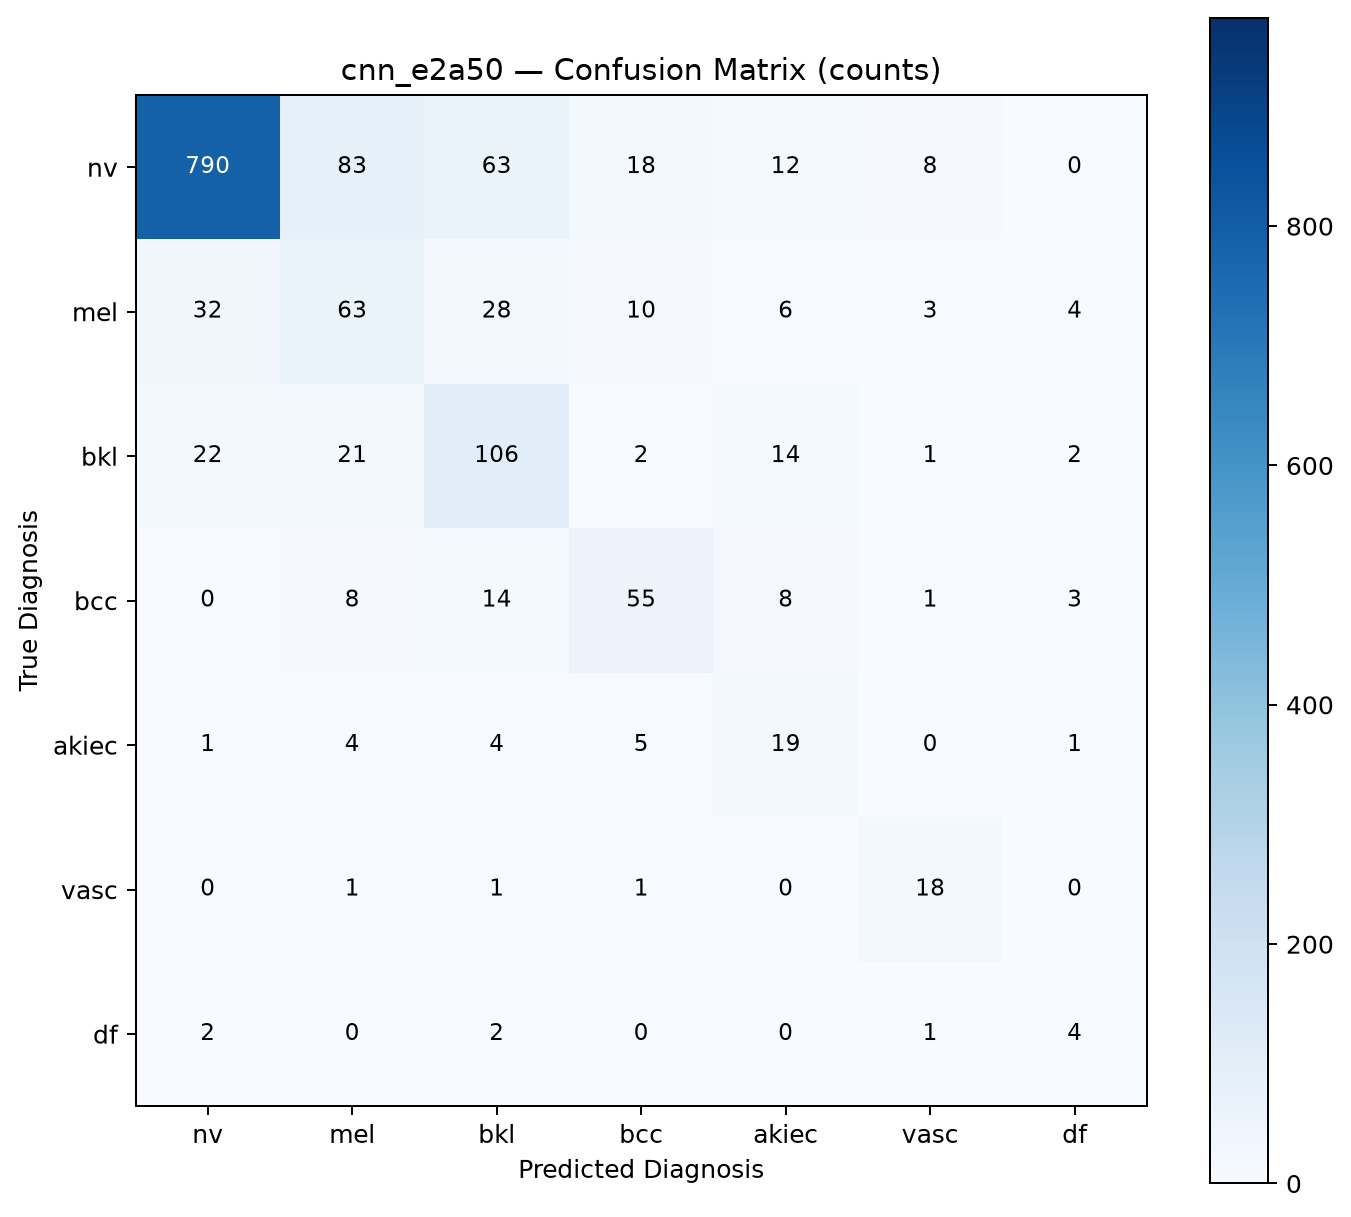 cnn_e2a50 — Confusion Matrix (counts)
nv 790 83 63 18 12 8 0
mel 32 63 28 10 6 3 4
bkl 22 21 106 2 14 1 2
bcc 0 8 14 55 8 1 3
akiec 1 4 4 5 19 0 1
vasc 0 1 1 1 0 18 0
df 2 0 2 0 0 1 4
nv mel bkl bcc akiec vasc df
Predicted Diagnosis
True Diagnosis
800
600
400
200
0